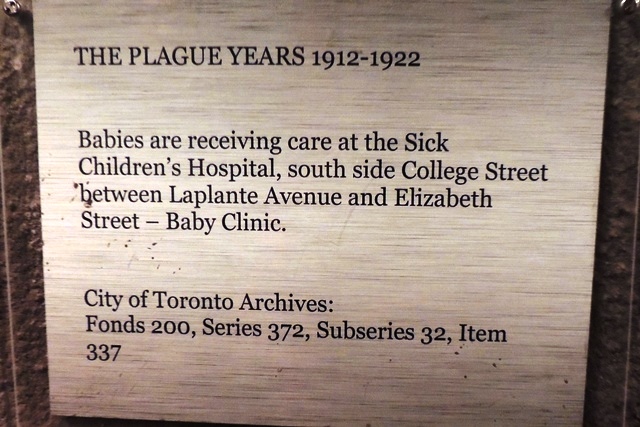 THE PLAGUE YEARS 1912-1922
Babies are receiving care at the Sick
Children's Hospital, south side College Street
between Laplante Avenue and Elizabeth
Street – Baby Clinic.
City of Toronto Archives:
Fonds 200, Series 372, Subseries 32, Item
337